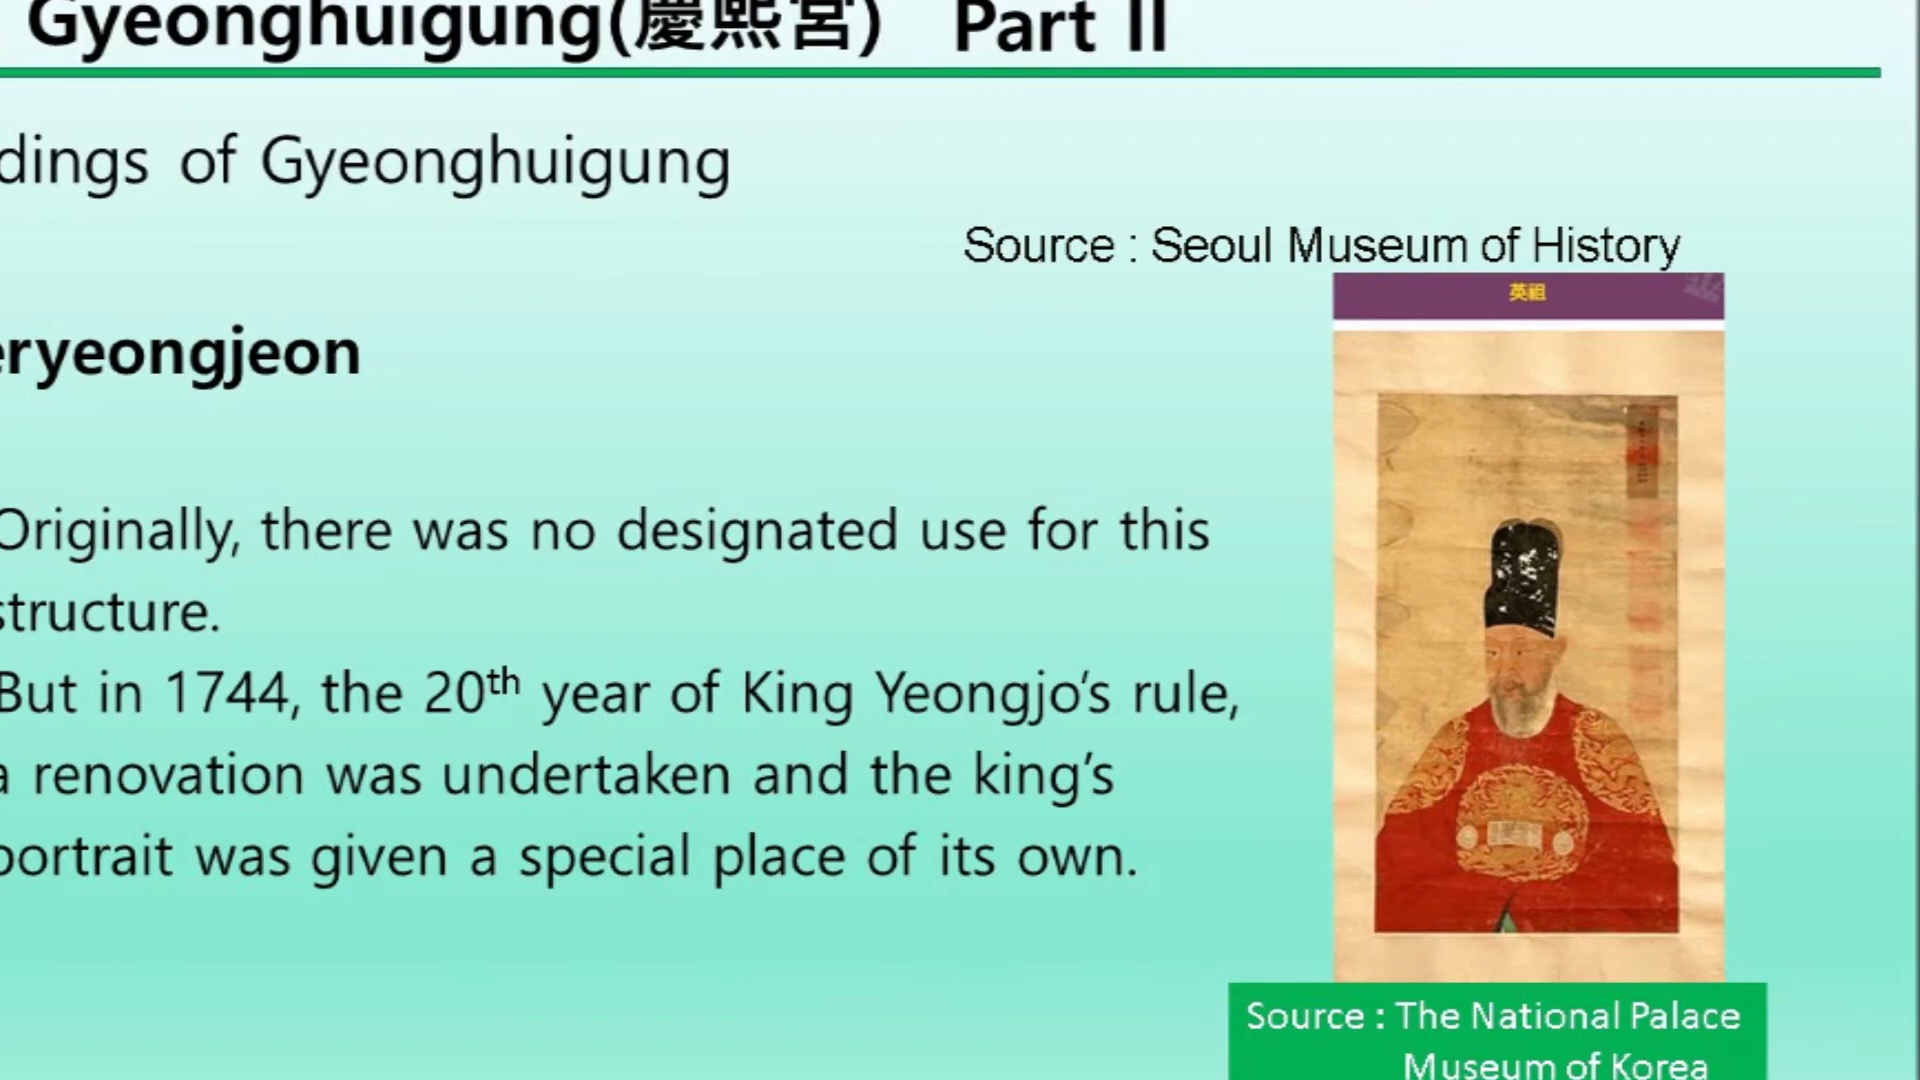 Gyeonghuigung(慶熙宮) Part II
dings of Gyeonghuigung
Source : Seoul Museum of History
英祖
eryeongjeon
Originally, there was no designated use for this
structure.
But in 1744, the 20th year of King Yeongjo's rule,
a renovation was undertaken and the king's
portrait was given a special place of its own.
Source : The National Palace
Museum of Korea